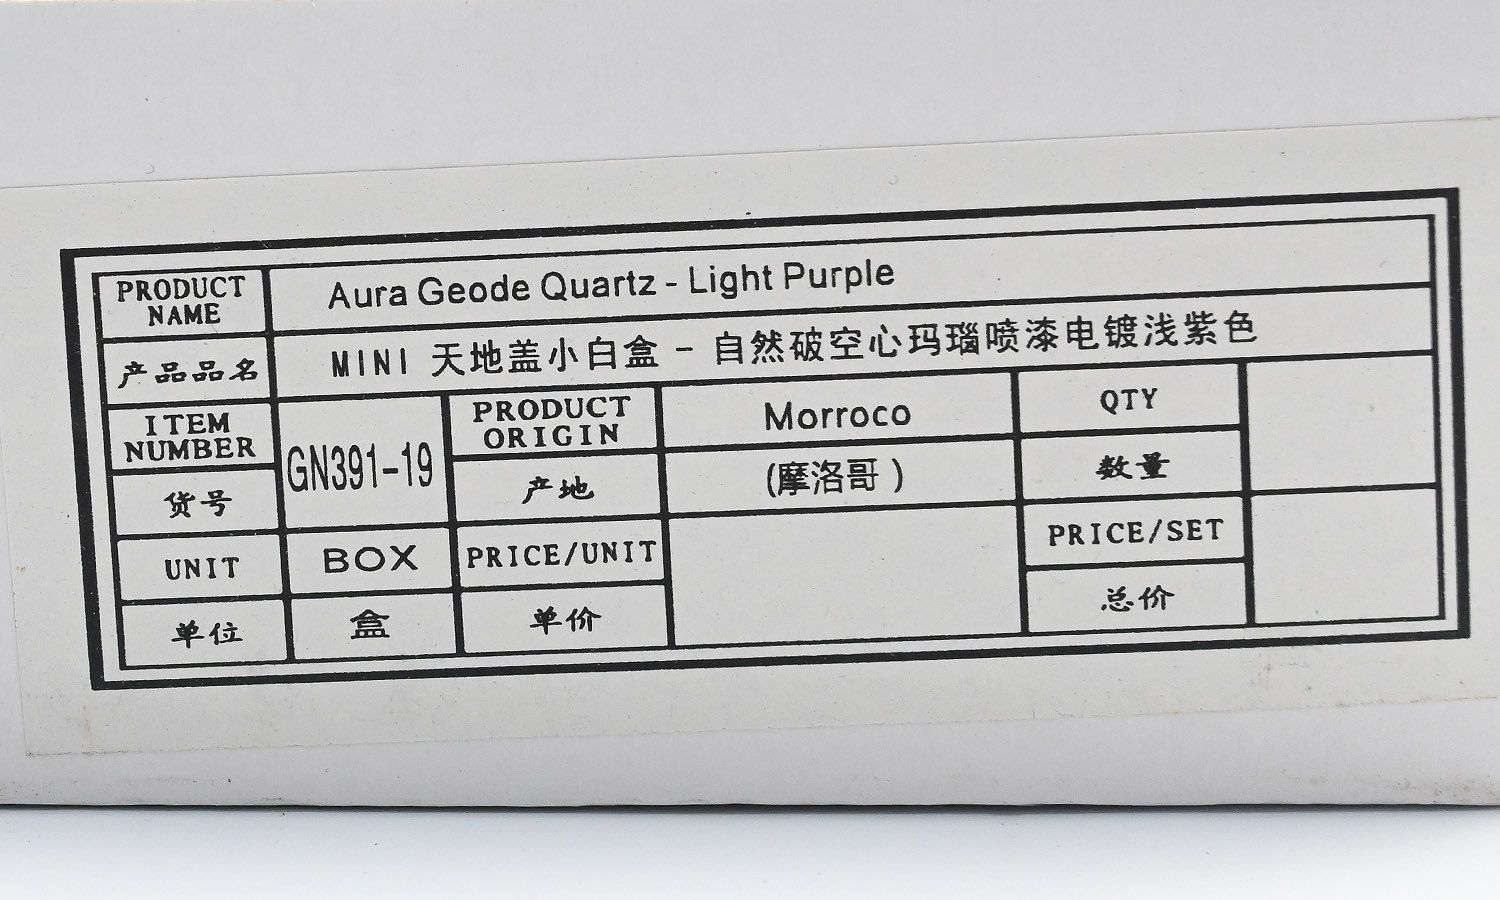 PRODUCT
NAME
Aura Geode Quartz - Light Purple
产品品名
MINI 天地盖小白盒 - 自然破空心玛瑙喷漆电镀浅紫色
ITEM
NUMBER
GN391-19
PRODUCT
ORIGIN
Morroco
QTY
货号
产地
(摩洛哥)
数量
UNIT
BOX
PRICE/UNIT
PRICE/SET
单位
盒
单价
总价